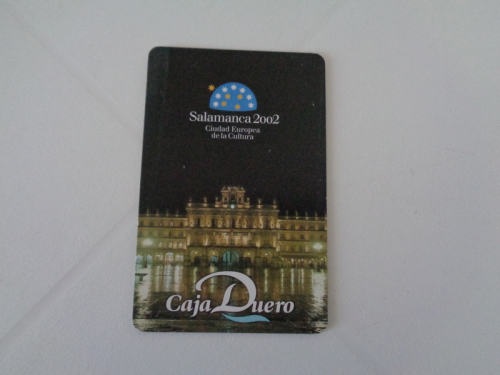 Salamanca 2002
Ciudad Europea
de la Cultura
Caja Duero